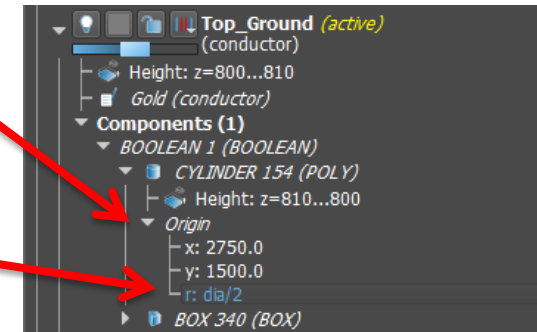 Top_Ground (active)
(conductor)
Height: z=800...810
Gold (conductor)
Components (1)
BOOLEAN 1 (BOOLEAN)
CYLINDER 154 (POLY)
Height: z=810...800
Origin
x: 2750.0
y: 1500.0
r: dia/2
BOX 340 (BOX)